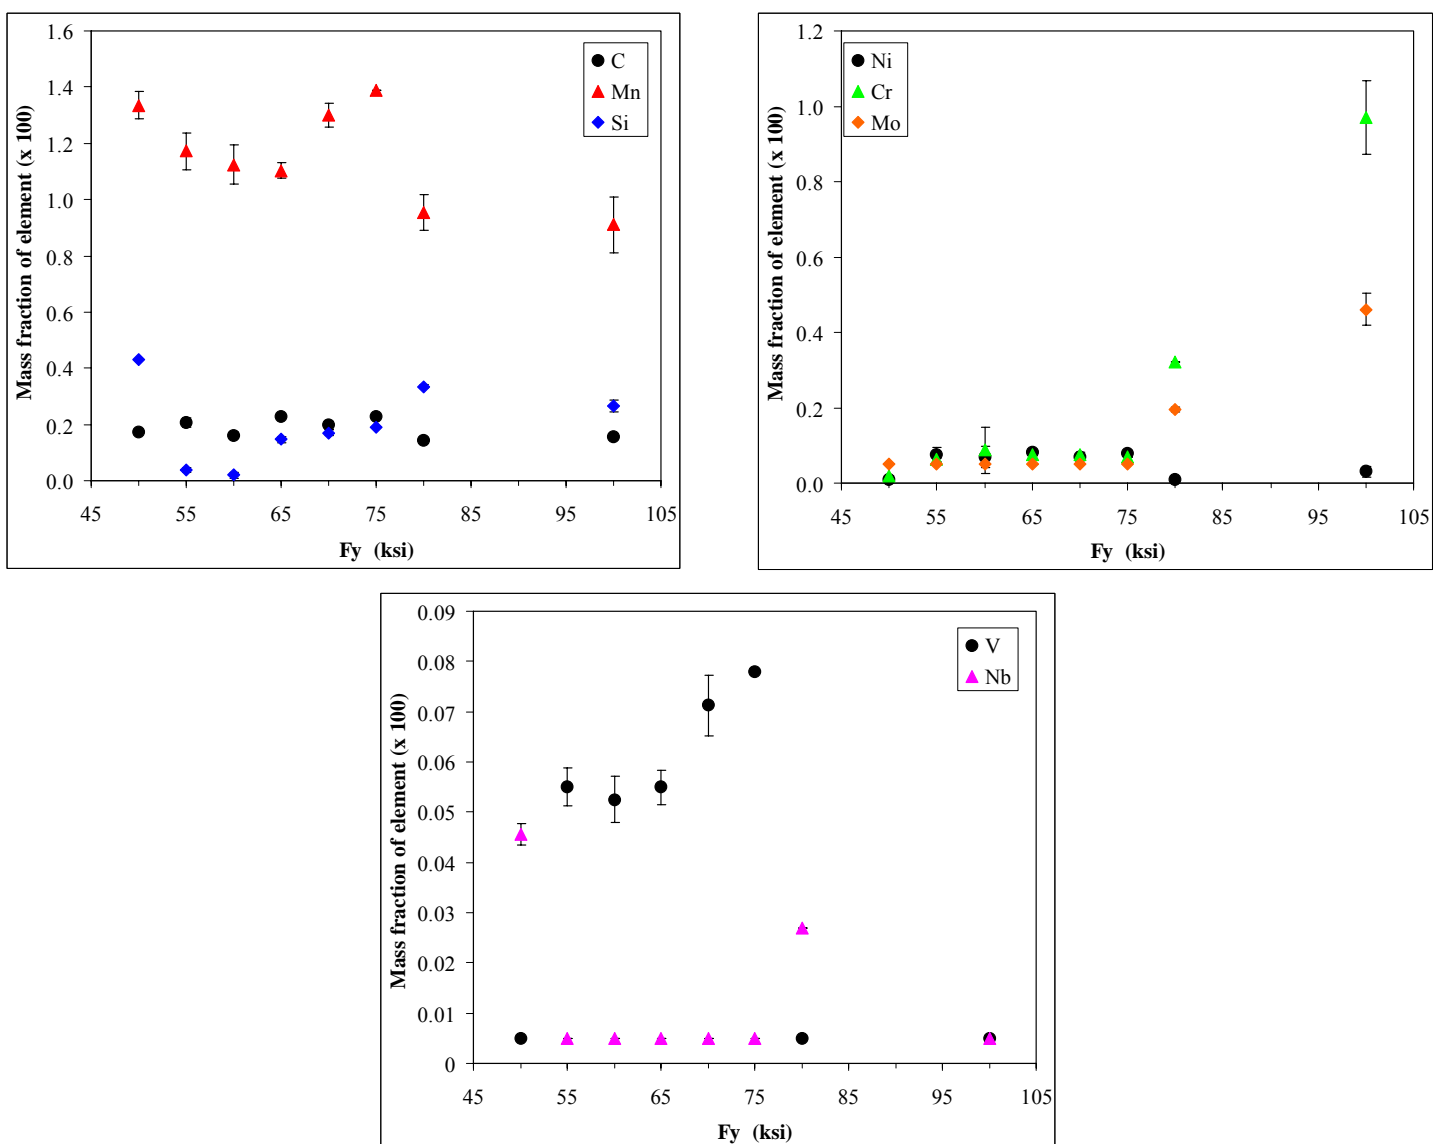 Mass fraction of element (x 100)
1.6
1.4
1.2
1.0
0.8
0.6
0.4
0.2
0.0
45 55 65 75 85 95 105
Fy (ksi)
C
Mn
Si
Mass fraction of element (x 100)
1.2
1.0
0.8
0.6
0.4
0.2
0.0
45 55 65 75 85 95 105
Fy (ksi)
Ni
Cr
Mo
Mass fraction of element (x 100)
0.09
0.08
0.07
0.06
0.05
0.04
0.03
0.02
0.01
0
45 55 65 75 85 95 105
Fy (ksi)
V
Nb